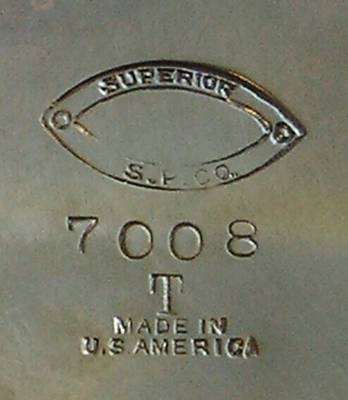 SUPERIOR
S.P.CO.
7008
T
MADE IN
U.S.AMERICA